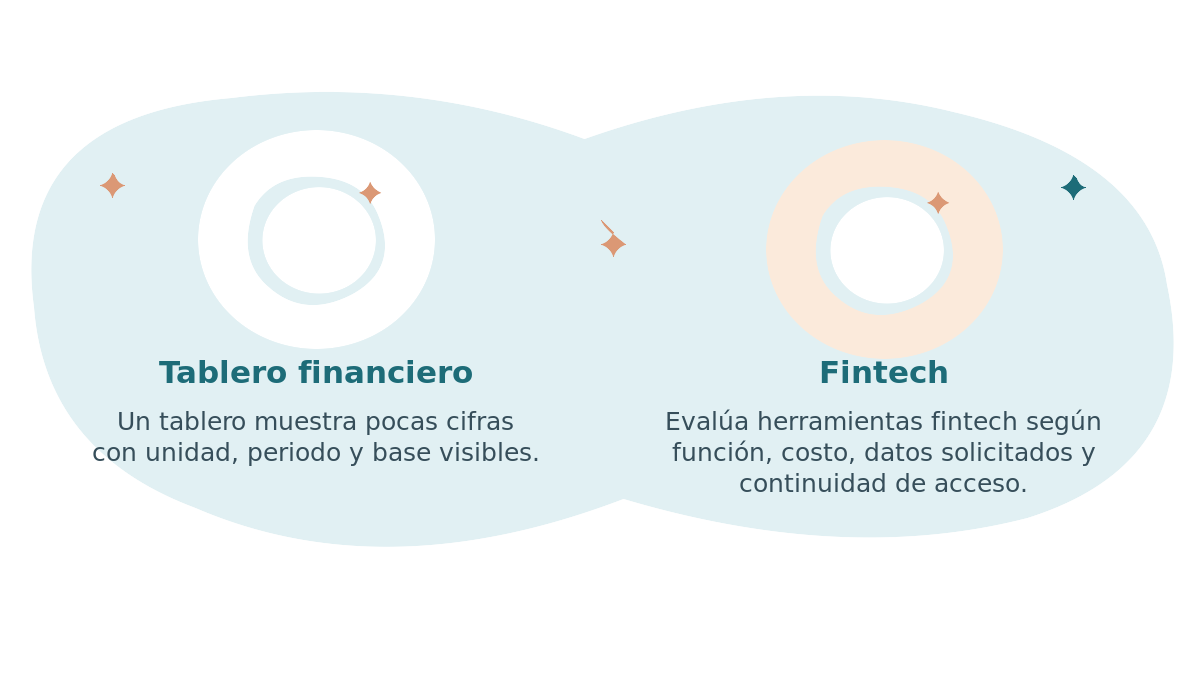 Tablero financiero
Un tablero muestra pocas cifras
con unidad, periodo y base visibles.
Fintech
Evalúa herramientas fintech según
función, costo, datos solicitados y
continuidad de acceso.